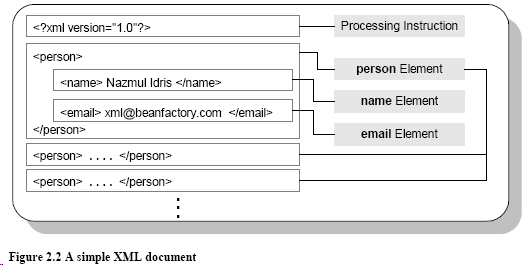 <?xml version="1.0"?>
Processing Instruction
<person>
person Element
<name> Nazmul Idris </name>
name Element
<email> xml@beanfactory.com </email>
email Element
</person>
<person> .... </person>
<person> .... </person>
Figure 2.2 A simple XML document